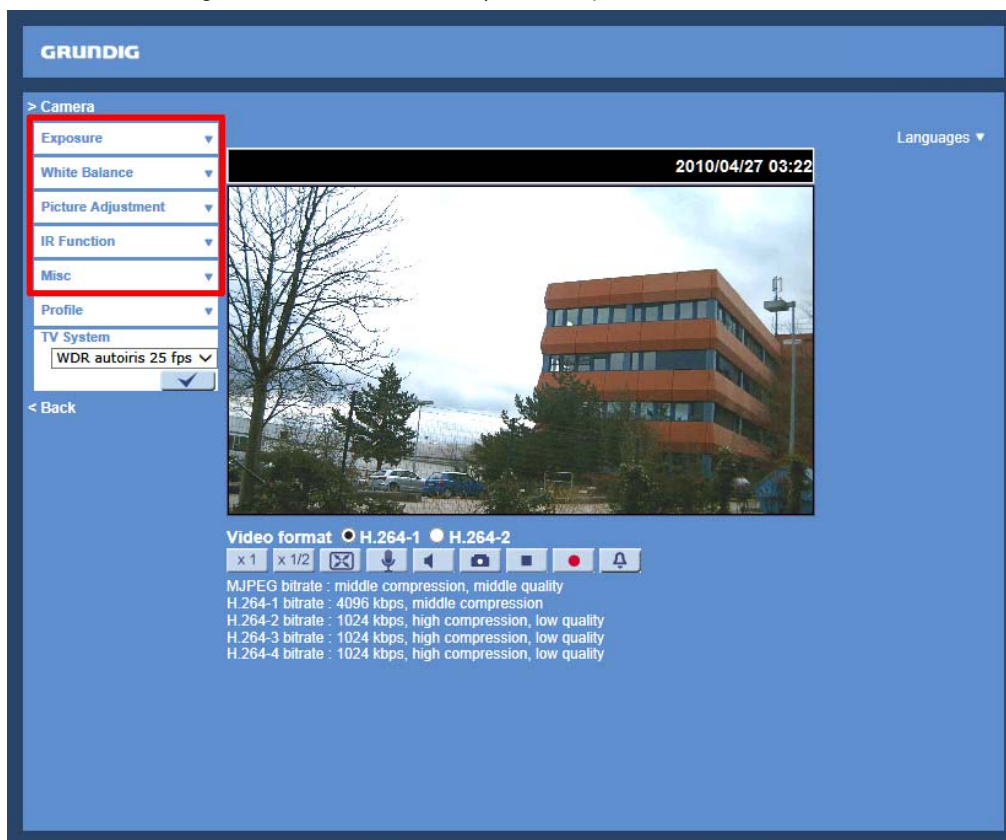 GRUNDIG
> Camera
Exposure
White Balance
Picture Adjustment
IR Function
Misc
Profile
TV System
WDR autoiris 25 fps
< Back
Languages
2010/04/27 03:22
Video format H.264-1 H.264-2
x 1 x 1/2
MJPEG bitrate : middle compression, middle quality
H.264-1 bitrate : 4096 kbps, middle compression
H.264-2 bitrate : 1024 kbps, high compression, low quality
H.264-3 bitrate : 1024 kbps, high compression, low quality
H.264-4 bitrate : 1024 kbps, high compression, low quality